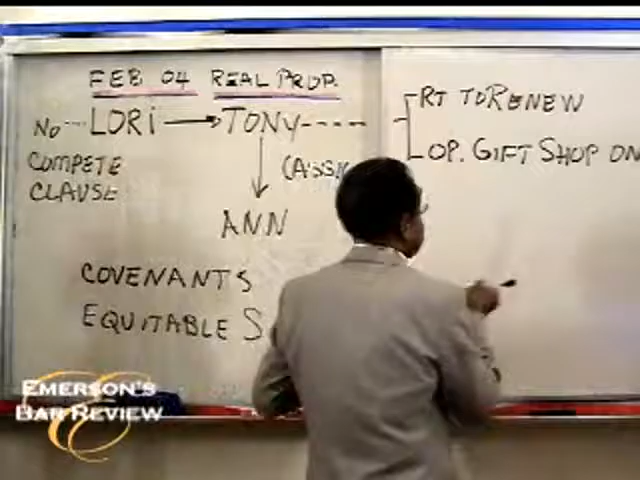 FEB 04 REAL PROP.
NO LORI → TONY
COMPETE
CLAUSE
(ASSI
ANN
COVENANTS
EQUITABLE S
RT TO RENEW
OP. GIFT SHOP ON
EMERSON'S
BAR REVIEW